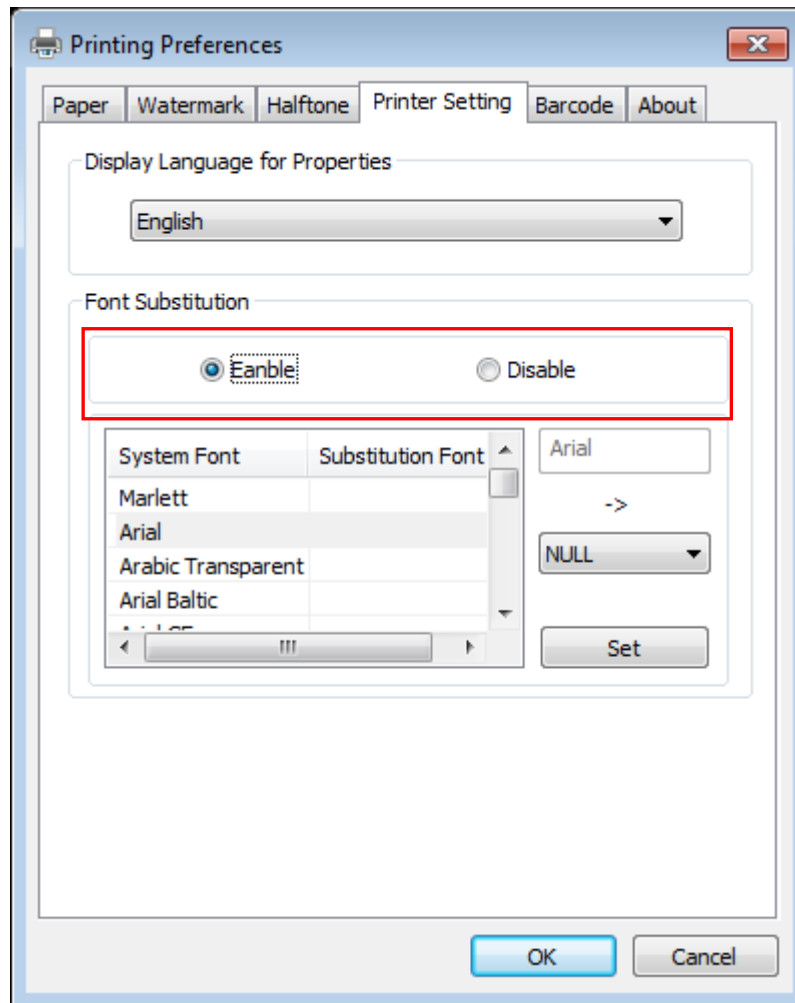 Printing Preferences
Paper Watermark Halftone Printer Setting Barcode About
Display Language for Properties
English
Font Substitution
Eanble Disable
System Font Substitution Font
Marlett
Arial
Arabic Transparent
Arial Baltic
Arial
->
NULL
Set
OK Cancel